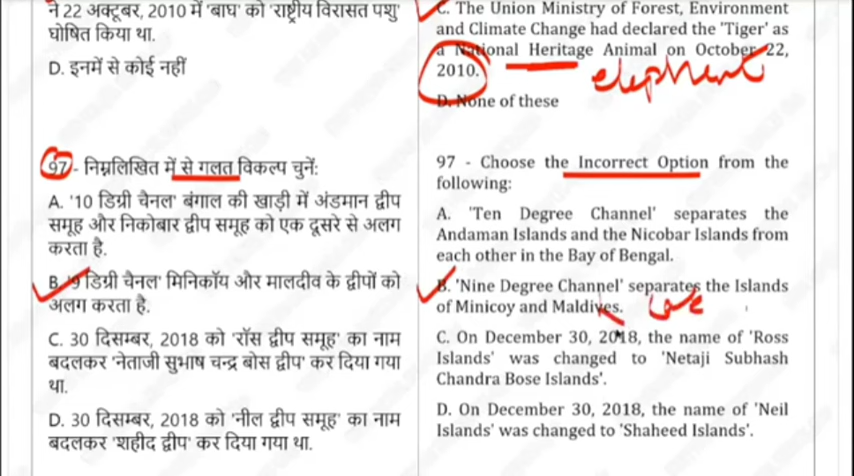 ने 22 अक्टूबर, 2010 में 'बाघ' को 'राष्ट्रीय विरासत पशु'
घोषित किया था.
D. इनमें से कोई नहीं
97 - निम्नलिखित में से गलत विकल्प चुनें:
A. '10 डिग्री चैनल' बंगाल की खाड़ी में अंडमान द्वीप
समूह और निकोबार द्वीप समूह को एक दूसरे से अलग
करता है.
B. '9 डिग्री चैनल' मिनिकॉय और मालदीव के द्वीपों को
अलग करता है.
C. 30 दिसम्बर, 2018 को 'रॉस द्वीप समूह' का नाम
बदलकर 'नेताजी सुभाष चन्द्र बोस द्वीप' कर दिया गया
था.
D. 30 दिसम्बर, 2018 को 'नील द्वीप समूह' का नाम
बदलकर 'शहीद द्वीप' कर दिया गया था.
C. The Union Ministry of Forest, Environment
and Climate Change had declared the 'Tiger' as
a National Heritage Animal on October 22,
2010.
elephent
D. None of these
97 - Choose the Incorrect Option from the
following:
A. 'Ten Degree Channel' separates the
Andaman Islands and the Nicobar Islands from
each other in the Bay of Bengal.
B. 'Nine Degree Channel' separates the Islands
of Minicoy and Maldives.
C. On December 30, 2018, the name of 'Ross
Islands' was changed to 'Netaji Subhash
Chandra Bose Islands'.
D. On December 30, 2018, the name of 'Neil
Islands' was changed to 'Shaheed Islands'.